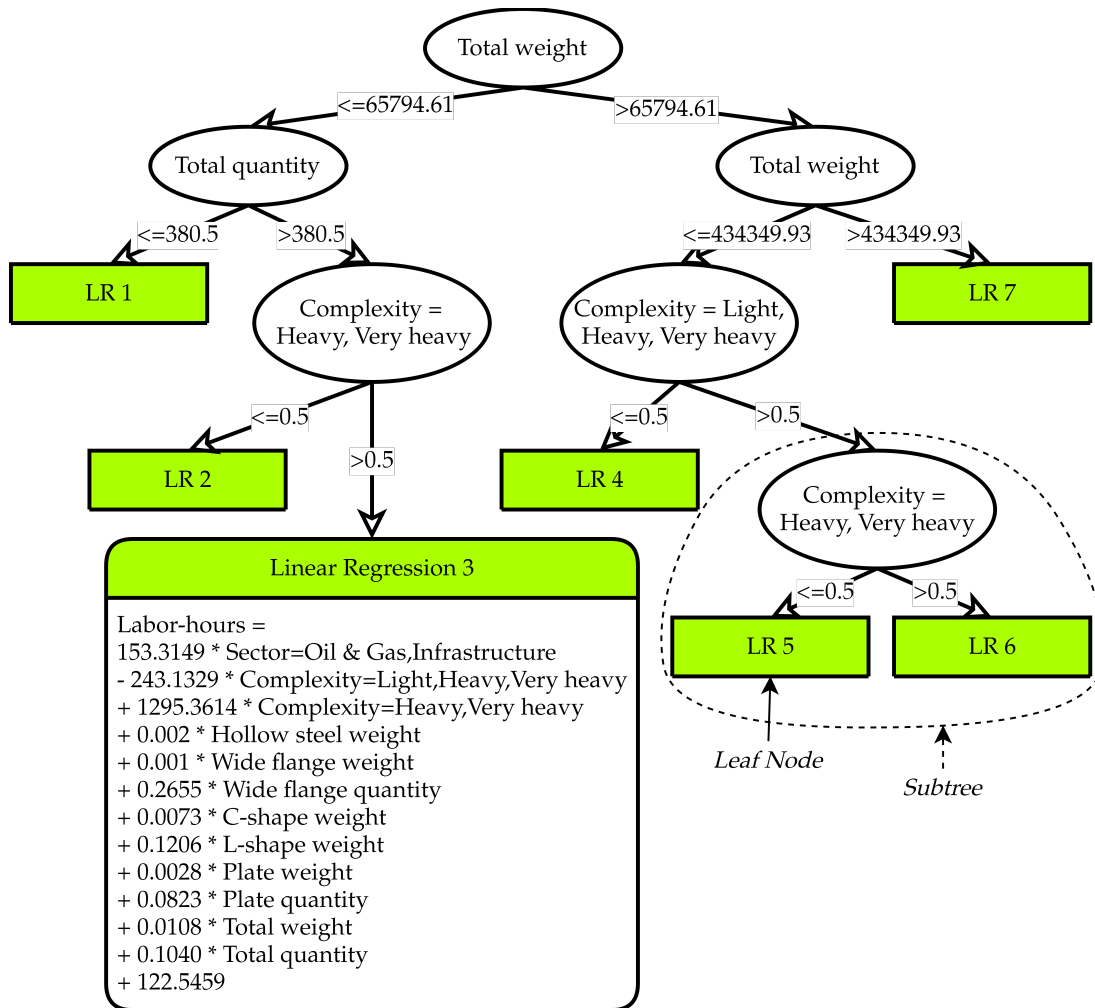 Total weight
<=65794.61
>65794.61
Total quantity
Total weight
<=380.5
>380.5
<=434349.93
>434349.93
LR 1
Complexity =
Heavy, Very heavy
Complexity = Light,
Heavy, Very heavy
LR 7
<=0.5
>0.5
<=0.5
>0.5
LR 2
LR 4
Complexity =
Heavy, Very heavy
<=0.5
>0.5
LR 5
LR 6
Leaf Node
Subtree
Linear Regression 3
Labor-hours =
153.3149 * Sector=Oil & Gas,Infrastructure
- 243.1329 * Complexity=Light,Heavy,Very heavy
+ 1295.3614 * Complexity=Heavy,Very heavy
+ 0.002 * Hollow steel weight
+ 0.001 * Wide flange weight
+ 0.2655 * Wide flange quantity
+ 0.0073 * C-shape weight
+ 0.1206 * L-shape weight
+ 0.0028 * Plate weight
+ 0.0823 * Plate quantity
+ 0.0108 * Total weight
+ 0.1040 * Total quantity
+ 122.5459